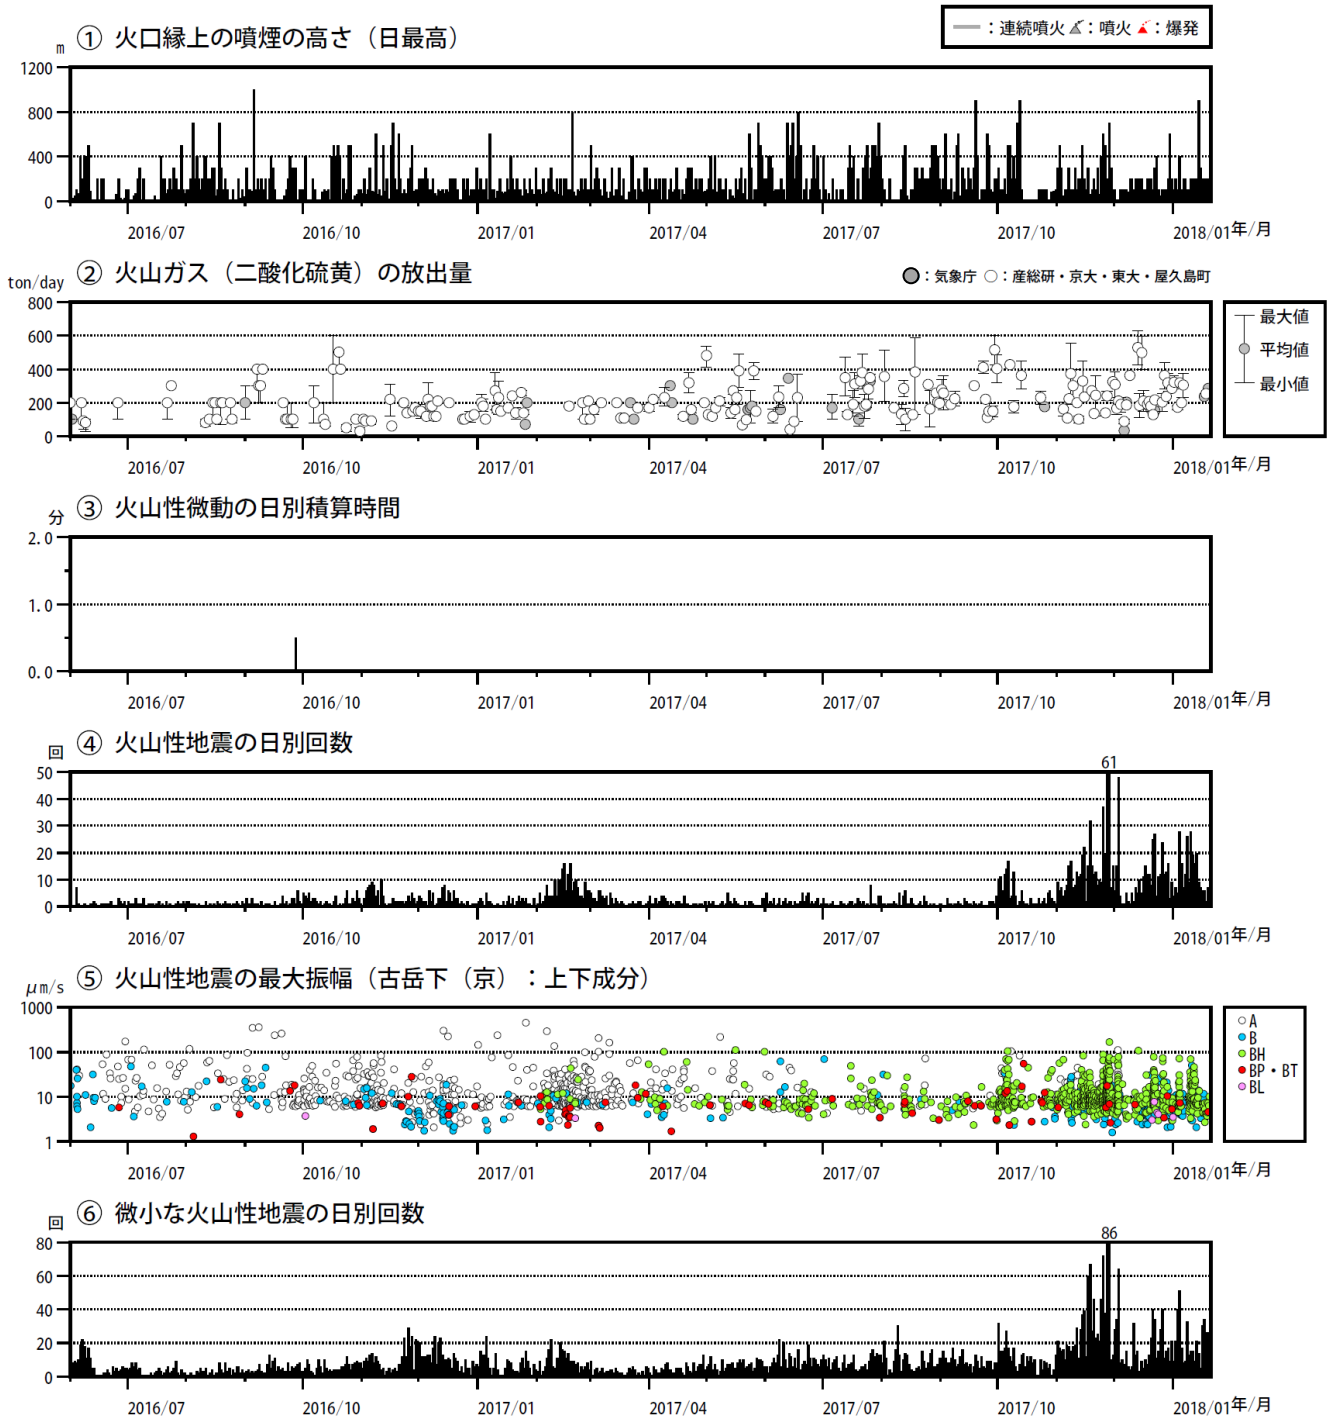 ━：連続噴火 ：噴火 ：爆発
① 火口縁上の噴煙の高さ（日最高）
m
1200
800
400
0
2016/07 2016/10 2017/01 2017/04 2017/07 2017/10 2018/01 年/月
② 火山ガス（二酸化硫黄）の放出量
●：気象庁 ○：産総研・京大・東大・屋久島町
ton/day
800
600
400
200
0
最大値
平均値
最小値
2016/07 2016/10 2017/01 2017/04 2017/07 2017/10 2018/01 年/月
③ 火山性微動の日別積算時間
分
2.0
1.0
0.0
2016/07 2016/10 2017/01 2017/04 2017/07 2017/10 2018/01 年/月
④ 火山性地震の日別回数
回
61
50
40
30
20
10
0
2016/07 2016/10 2017/01 2017/04 2017/07 2017/10 2018/01 年/月
⑤ 火山性地震の最大振幅（古岳下（京）：上下成分）
μm/s
1000
100
10
1
A
B
BH
BP・BT
BL
2016/07 2016/10 2017/01 2017/04 2017/07 2017/10 2018/01 年/月
⑥ 微小な火山性地震の日別回数
回
86
80
60
40
20
0
2016/07 2016/10 2017/01 2017/04 2017/07 2017/10 2018/01 年/月